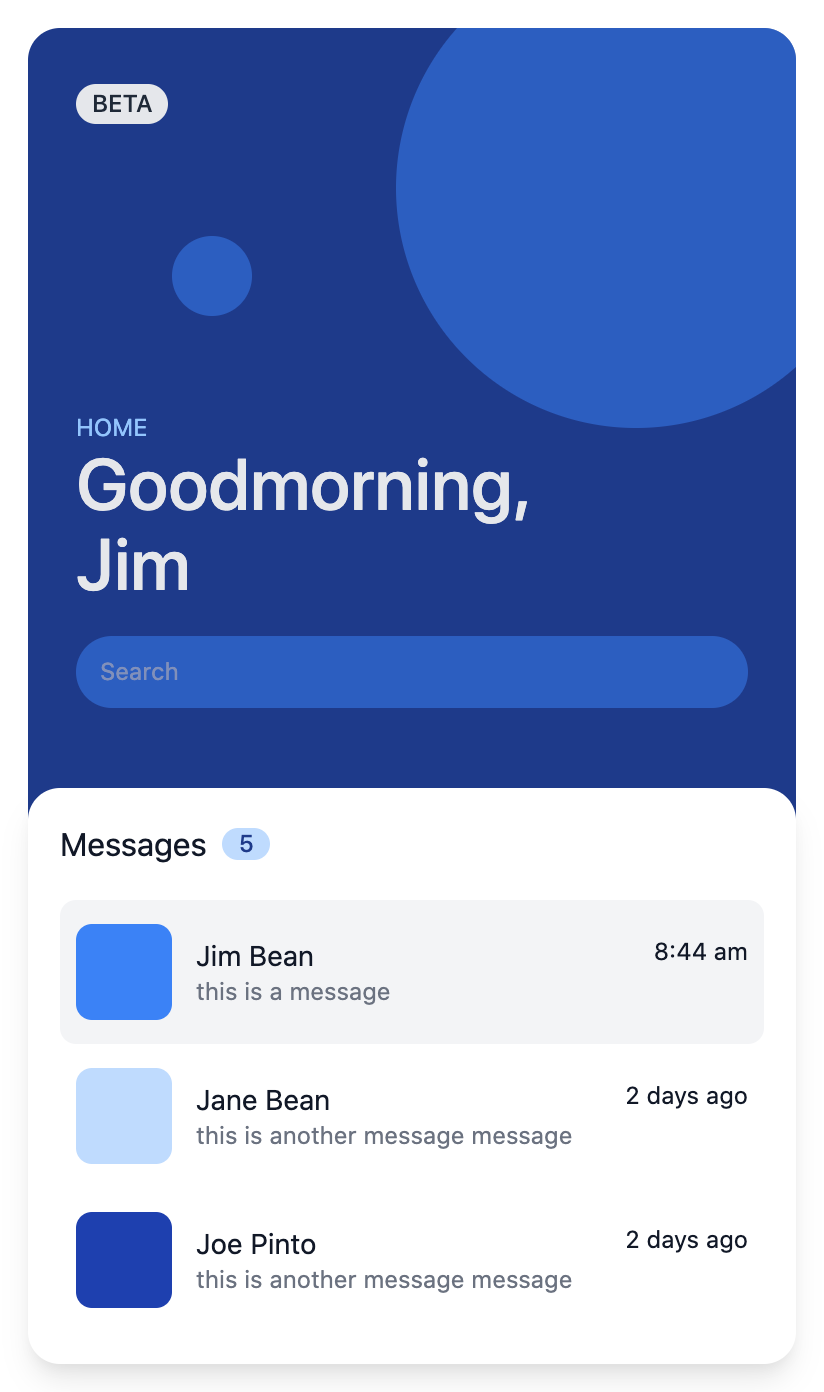 BETA
HOME
Goodmorning,
Jim
Search
Messages 5
Jim Bean 8:44 am
this is a message
Jane Bean 2 days ago
this is another message message
Joe Pinto 2 days ago
this is another message message